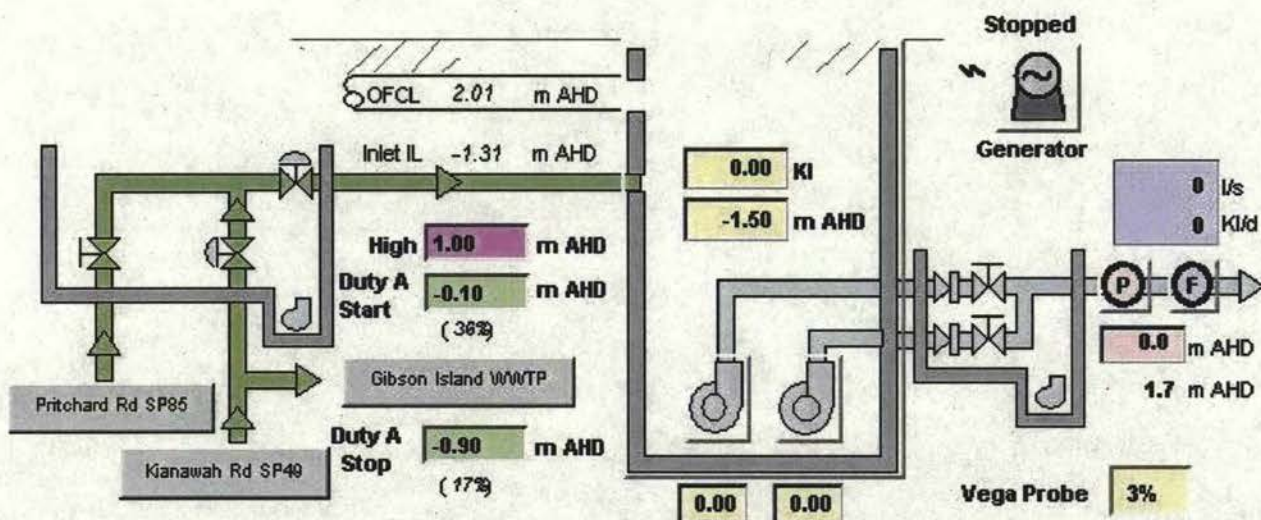 Stopped
OFCL 2.01 m AHD
Inlet IL -1.31 m AHD
Generator
0.00 Kl
-1.50 m AHD
0 l/s
0 Kl/d
High 1.00 m AHD
Duty A Start -0.10 m AHD
(36%)
P F
0.0 m AHD
1.7 m AHD
Gibson Island WWTP
Pritchard Rd SP85
Duty A Stop -0.90 m AHD
(17%)
Kianawah Rd SP49
0.00 0.00
Vega Probe 3%